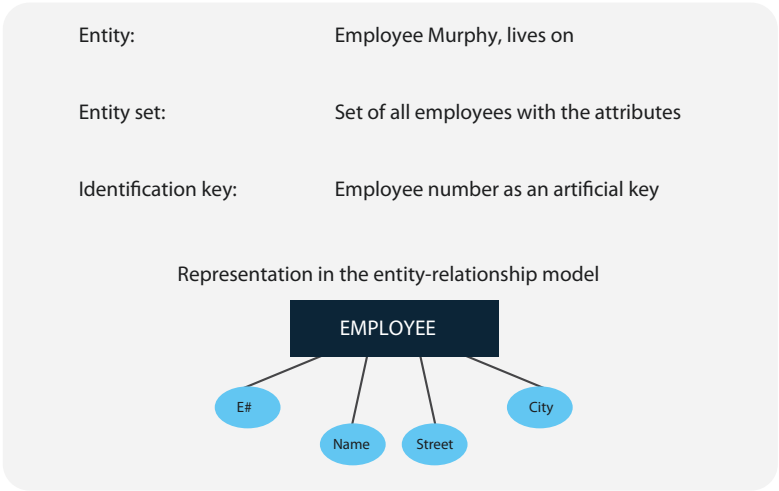 Entity: Employee Murphy, lives on
Entity set: Set of all employees with the attributes
Identification key: Employee number as an artificial key
Representation in the entity-relationship model
EMPLOYEE
E#
City
Name
Street